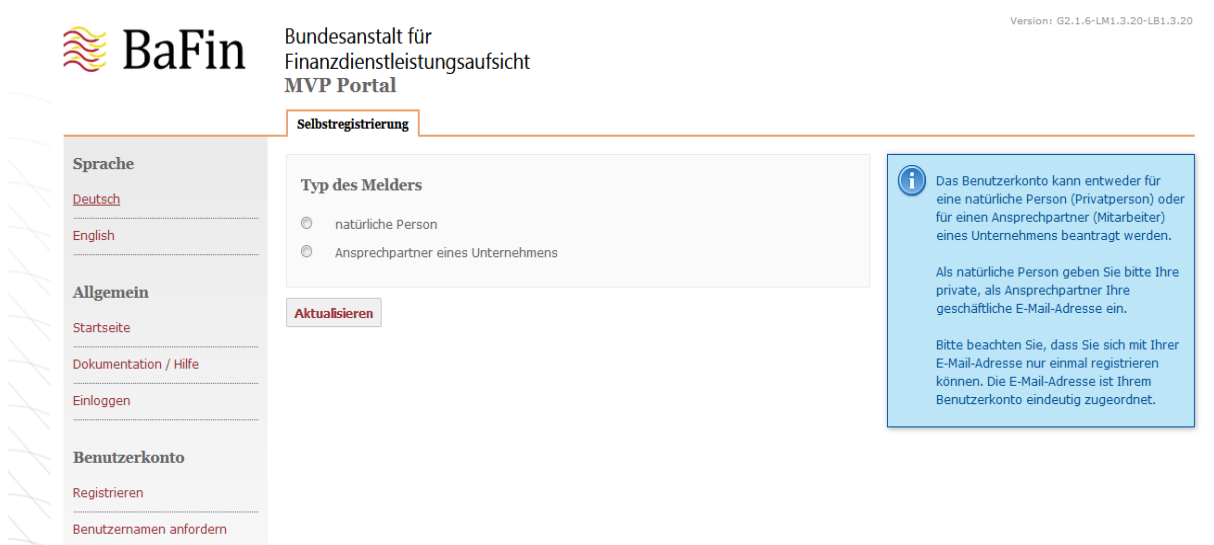 Version: G2.1.6-LM1.3.20-LB1.3.20
BaFin
Bundesanstalt für
Finanzdienstleistungsaufsicht
MVP Portal
Selbstregistrierung
Sprache
Deutsch
English
Allgemein
Startseite
Dokumentation / Hilfe
Einloggen
Benutzerkonto
Registrieren
Benutzernamen anfordern
Typ des Melders
natürliche Person
Ansprechpartner eines Unternehmens
Aktualisieren
i
Das Benutzerkonto kann entweder für
eine natürliche Person (Privatperson) oder
für einen Ansprechpartner (Mitarbeiter)
eines Unternehmens beantragt werden.
Als natürliche Person geben Sie bitte Ihre
private, als Ansprechpartner Ihre
geschäftliche E-Mail-Adresse ein.
Bitte beachten Sie, dass Sie sich mit Ihrer
E-Mail-Adresse nur einmal registrieren
können. Die E-Mail-Adresse ist Ihrem
Benutzerkonto eindeutig zugeordnet.